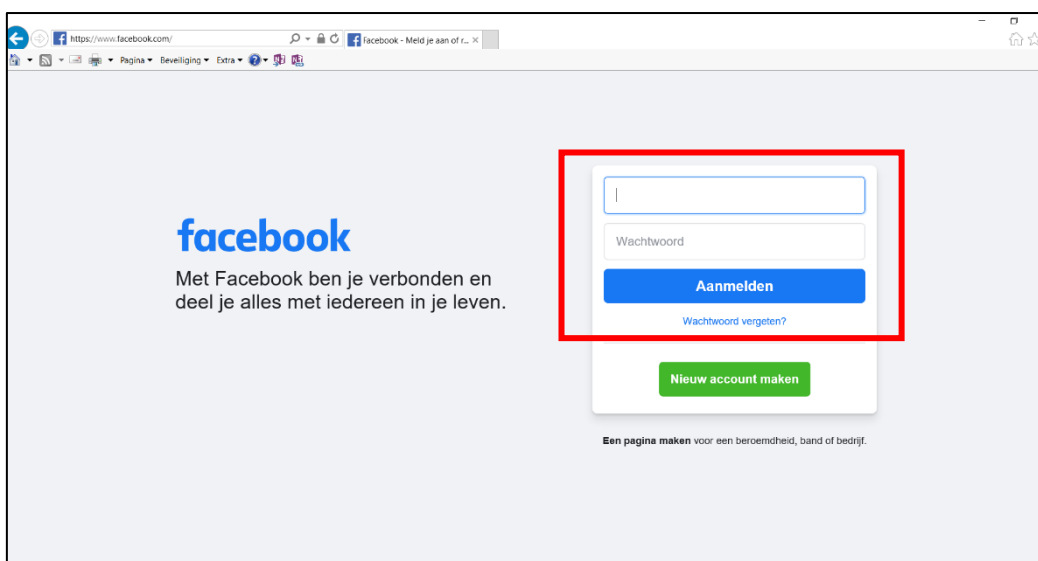 https://www.facebook.com/
Facebook - Meld je aan of r...
Pagina
Beveiliging
Extra
facebook
Met Facebook ben je verbonden en
deel je alles met iedereen in je leven.
Wachtwoord
Aanmelden
Wachtwoord vergeten?
Nieuw account maken
Een pagina maken voor een beroemdheid, band of bedrijf.